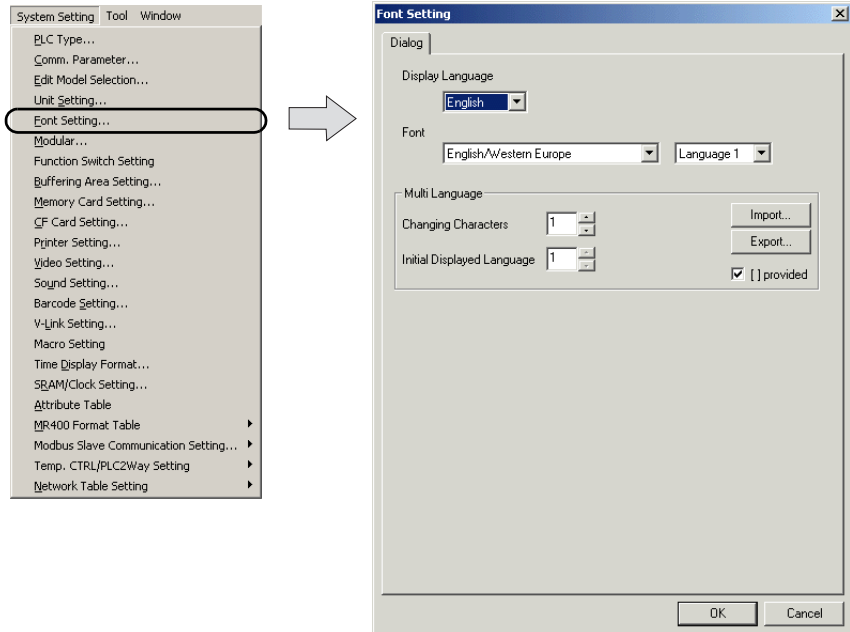 System Setting Tool Window
PLC Type...
Comm. Parameter...
Edit Model Selection...
Unit Setting...
Font Setting...
Modular...
Function Switch Setting
Buffering Area Setting...
Memory Card Setting...
CF Card Setting...
Printer Setting...
Video Setting...
Sound Setting...
Barcode Setting...
V-Link Setting...
Macro Setting
Time Display Format...
SRAM/Clock Setting...
Attribute Table
MR400 Format Table
Modbus Slave Communication Setting...
Temp. CTRL/PLC2Way Setting
Network Table Setting
Font Setting
Dialog
Display Language
English
Font
English/Western Europe Language 1
Multi Language
Changing Characters 1
Initial Displayed Language 1
Import...
Export...
[ ] provided
OK Cancel